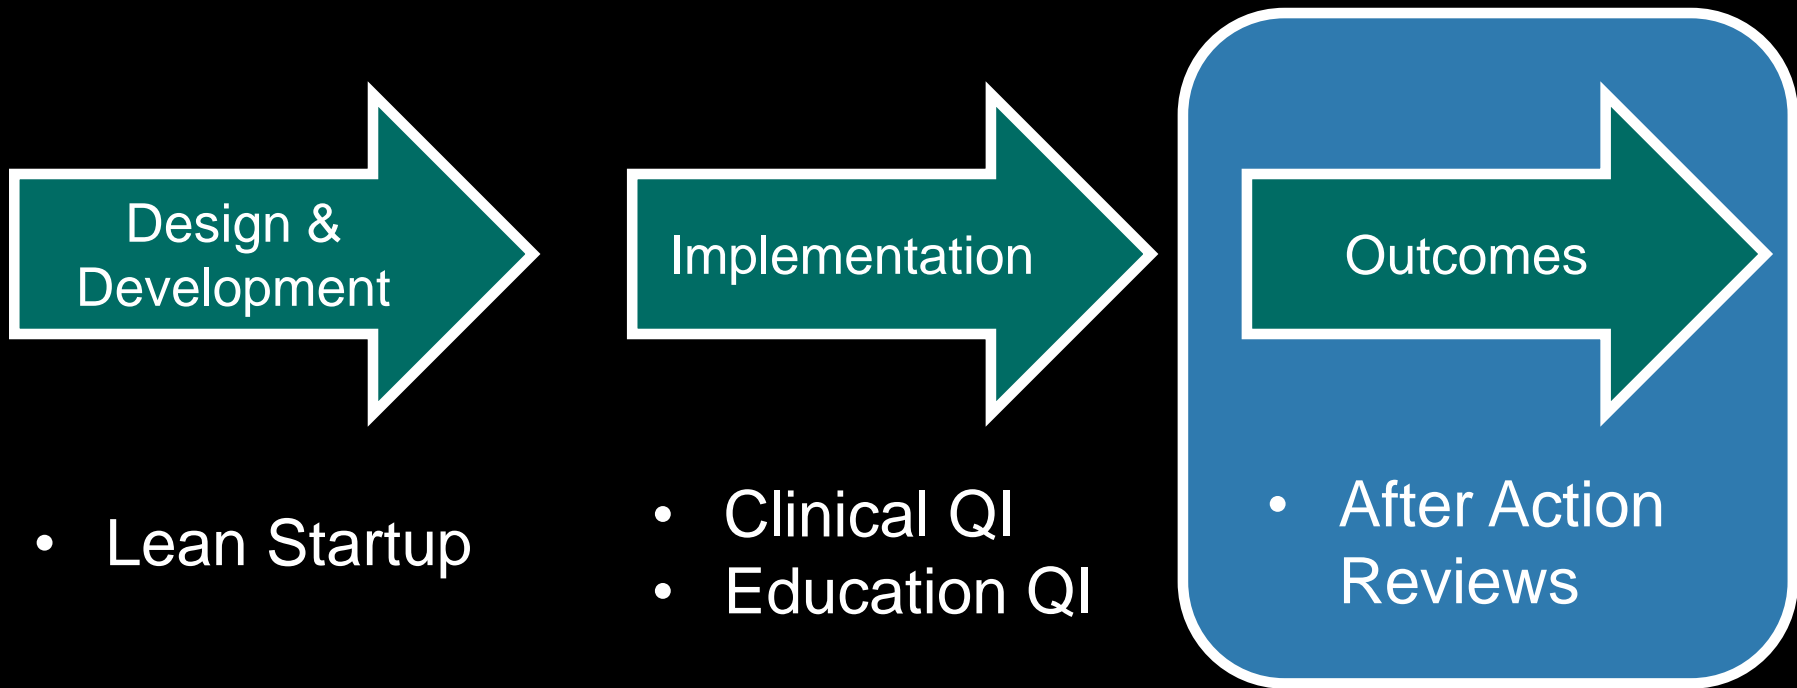 Design &
Development
Implementation
Outcomes
• Lean Startup
• Clinical QI
• Education QI
• After Action
Reviews